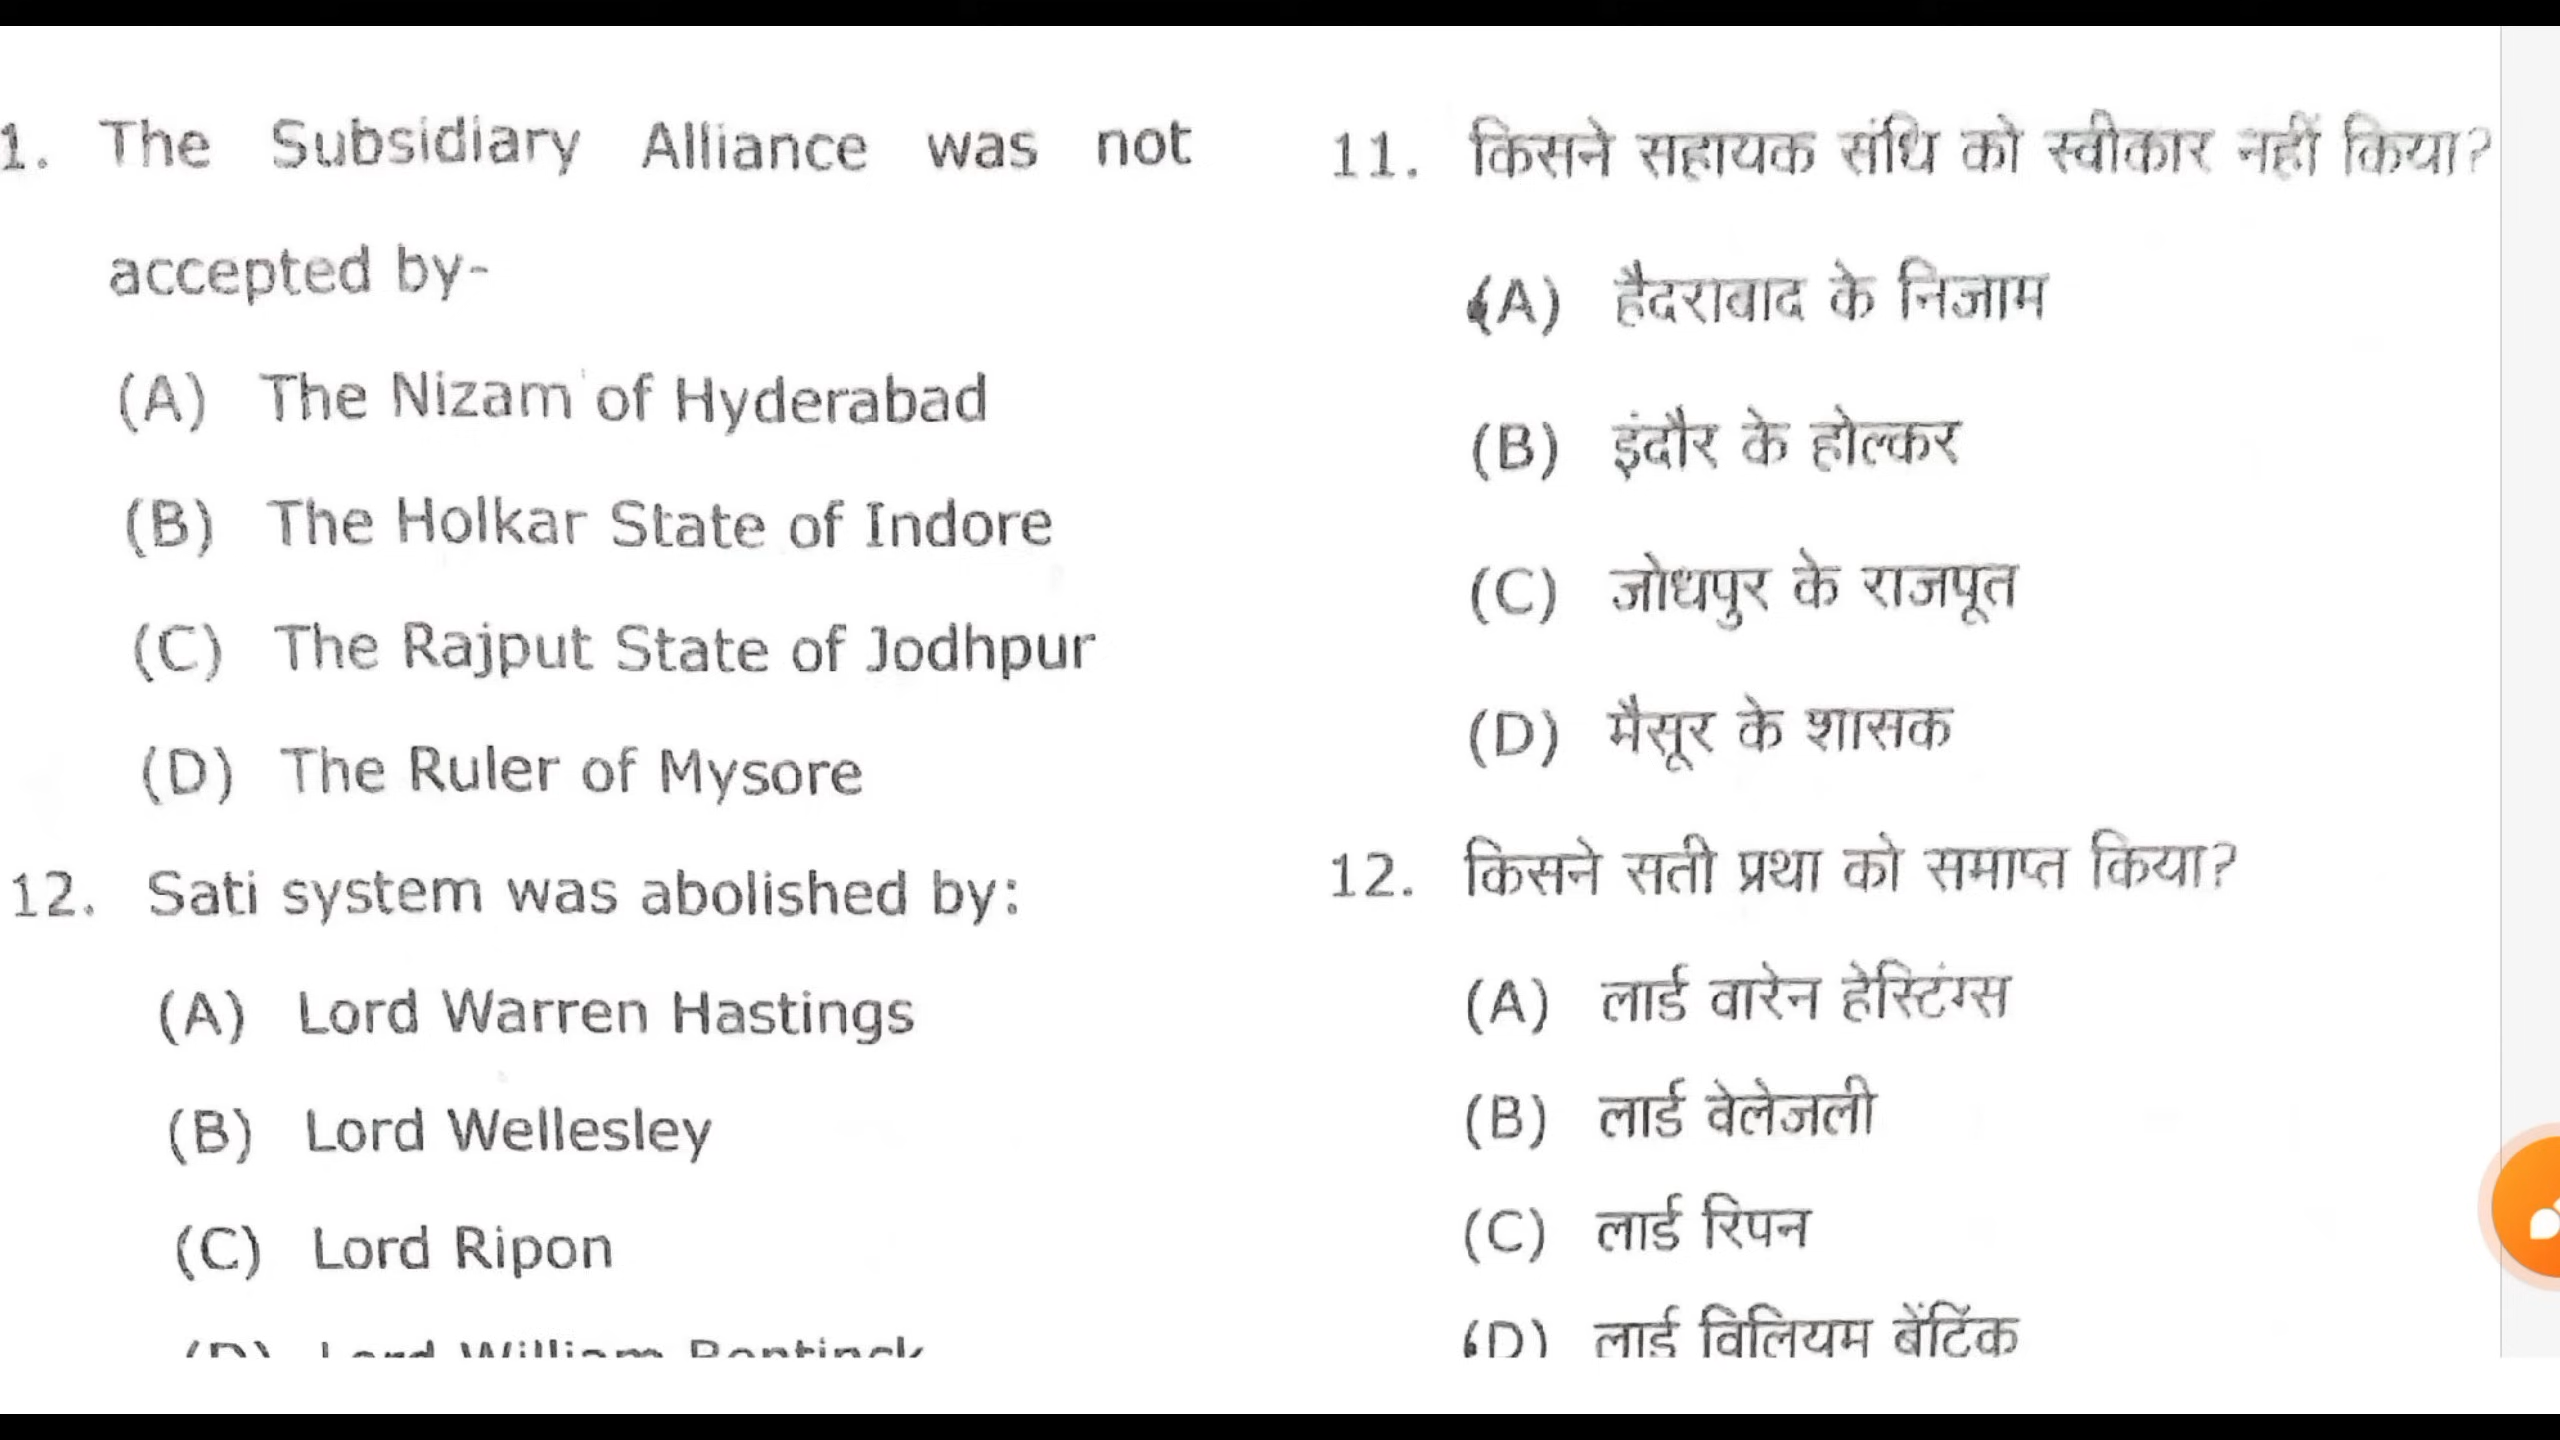 1. The Subsidiary Alliance was not
accepted by-
(A) The Nizam of Hyderabad
(B) The Holkar State of Indore
(C) The Rajput State of Jodhpur
(D) The Ruler of Mysore
12. Sati system was abolished by:
(A) Lord Warren Hastings
(B) Lord Wellesley
(C) Lord Ripon
(D) Lord William Bentinck
11. किसने सहायक संधि को स्वीकार नहीं किया?
(A) हैदराबाद के निजाम
(B) इंदौर के होल्कर
(C) जोधपुर के राजपूत
(D) मैसूर के शासक
12. किसने सती प्रथा को समाप्त किया?
(A) लार्ड वारेन हेस्टिंग्स
(B) लार्ड वेलेजली
(C) लार्ड रिपन
(D) लार्ड विलियम बेंटिंक